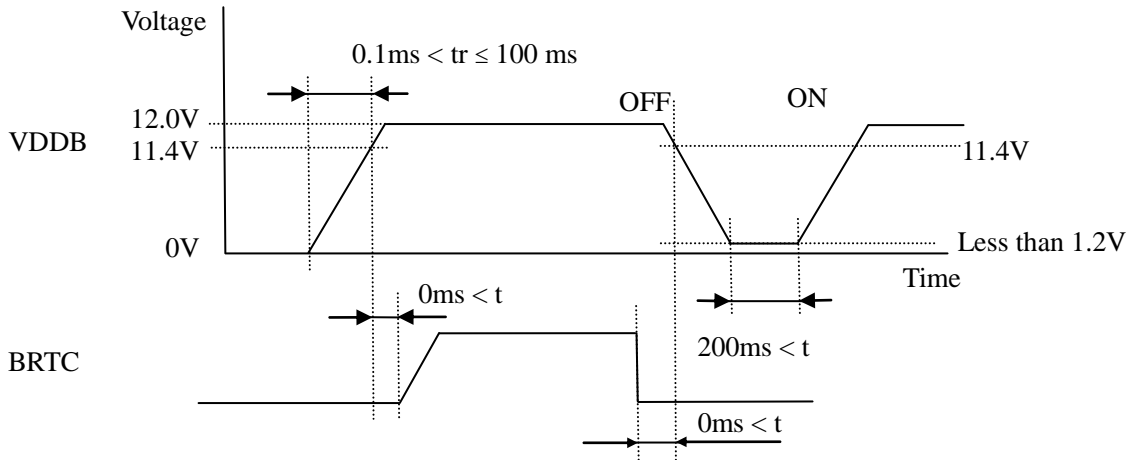 Voltage
0.1ms < tr ≤ 100 ms
OFF
ON
12.0V
VDDB
11.4V
11.4V
0V
Less than 1.2V
Time
0ms < t
200ms < t
BRTC
0ms < t